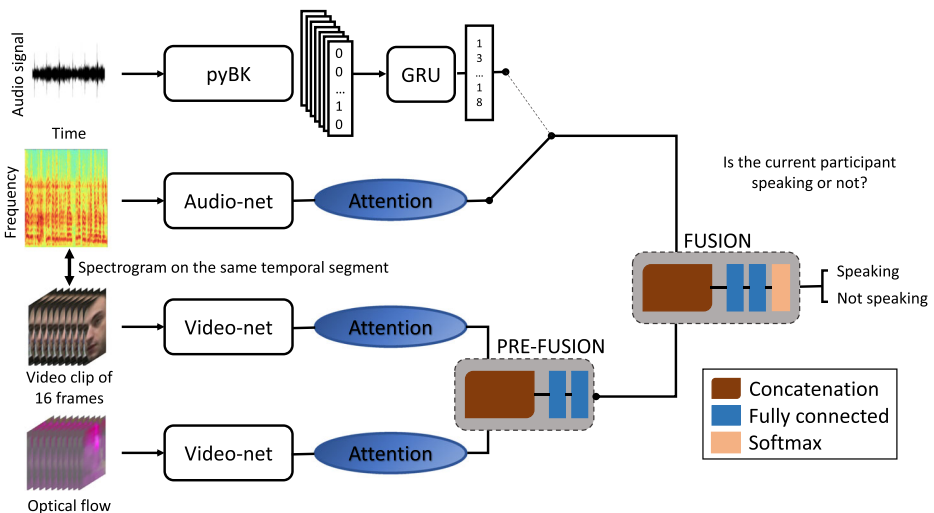 Audio signal
pyBK
0
0
...
1
0
GRU
1
3
...
1
8
Time
Frequency
Audio-net
Attention
Is the current participant
speaking or not?
Spectrogram on the same temporal segment
FUSION
Speaking
Not speaking
Video-net
Attention
PRE-FUSION
Video clip of
16 frames
Video-net
Attention
Optical flow
Concatenation
Fully connected
Softmax